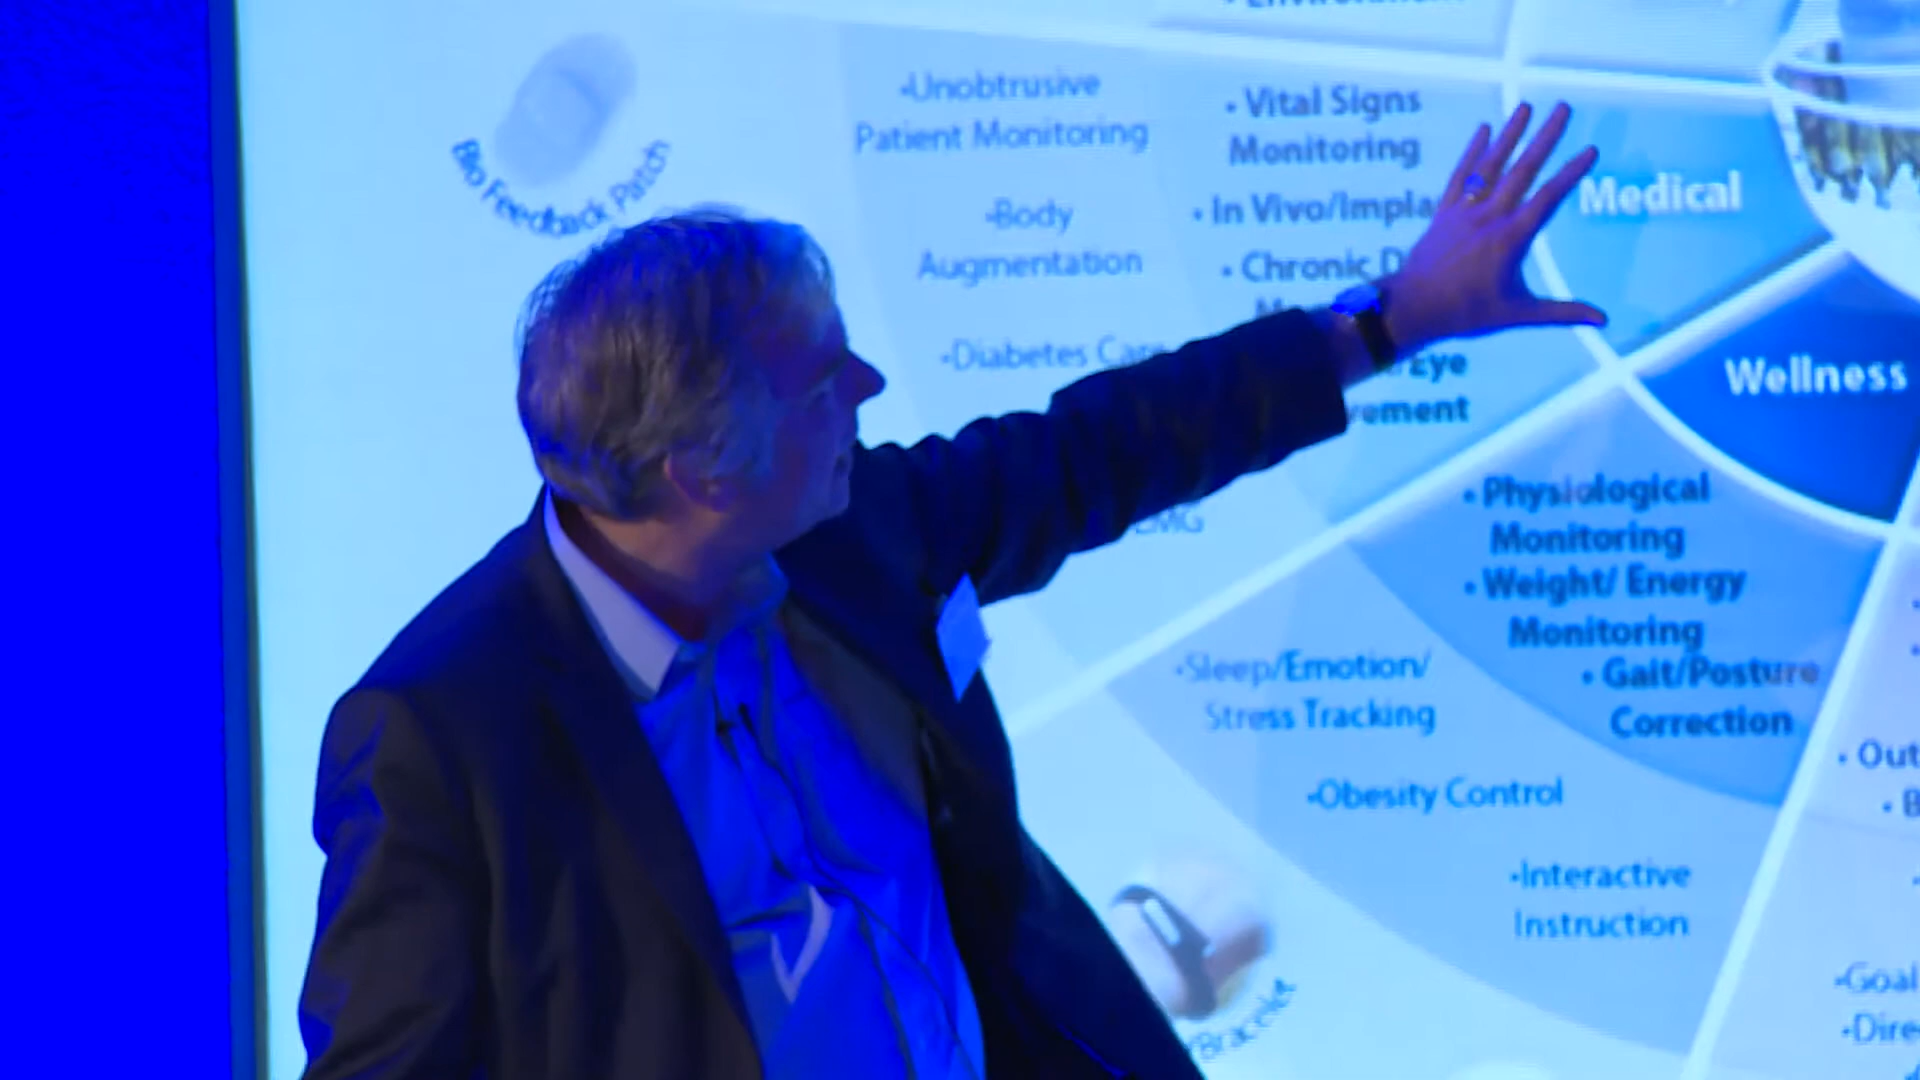 •Unobtrusive
Patient Monitoring
•Body
Augmentation
•Diabetes Care
EMG
Bio Feedback Patch
• Vital Signs
Monitoring
• In Vivo/Impla
• Chronic D
/Eye
vement
Medical
Wellness
• Physiological
Monitoring
• Weight/ Energy
Monitoring
• Gait/Posture
Correction
•Sleep/Emotion/
Stress Tracking
•Obesity Control
•Interactive
Instruction
Bracelet
• Out
• B
•Goal
•Dire